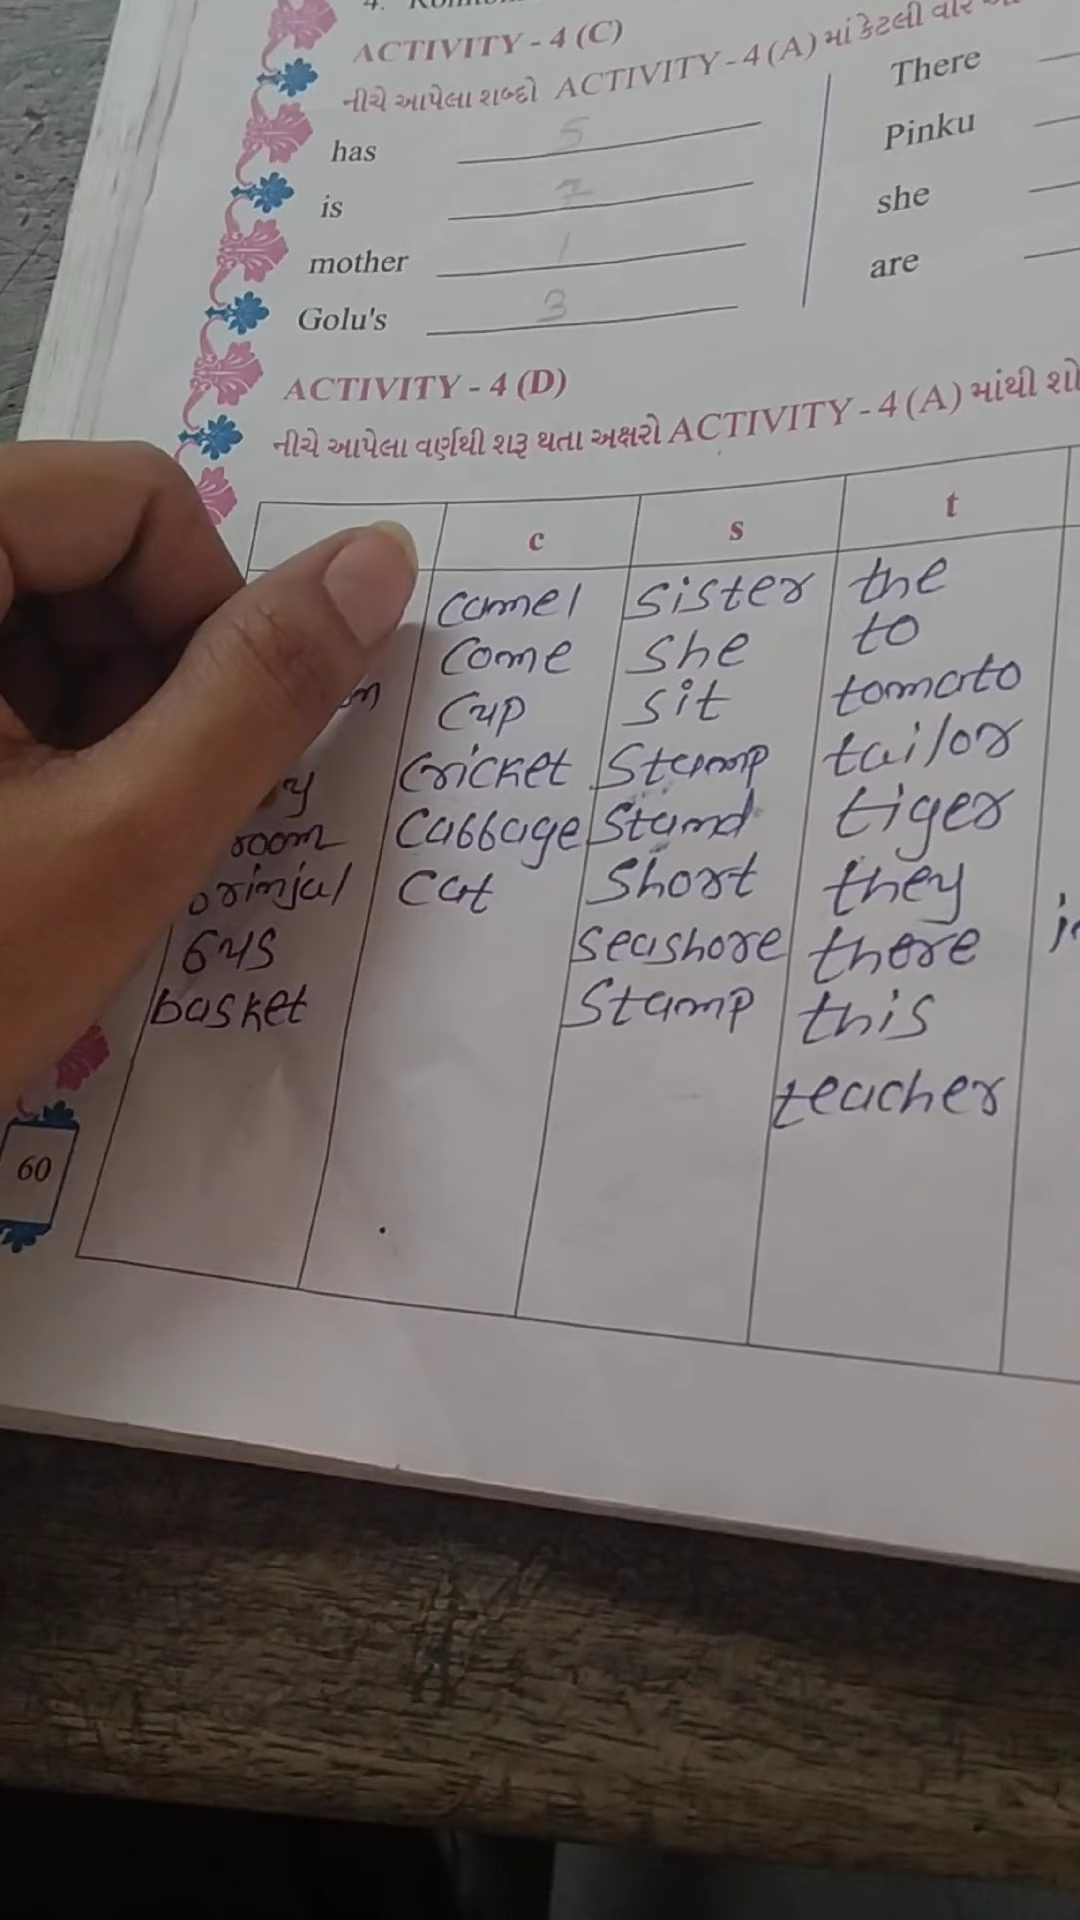 ACTIVITY - 4 (C)
નીચે આપેલા શબ્દો ACTIVITY - 4 (A) માં કેટલી વાર
has 5
is 7
mother 1
Golu's 3
There
Pinku
she
are
ACTIVITY - 4 (D)
નીચે આપેલા વર્ણથી શરૂ થતા અક્ષરો ACTIVITY - 4 (A) માંથી
c s t
camel sister the
come she to
cup sit tomato
cricket Stamp tailor
cabbage Stand tiger
brinjal cat short they
bus seashore there
basket Stamp this
teacher
60